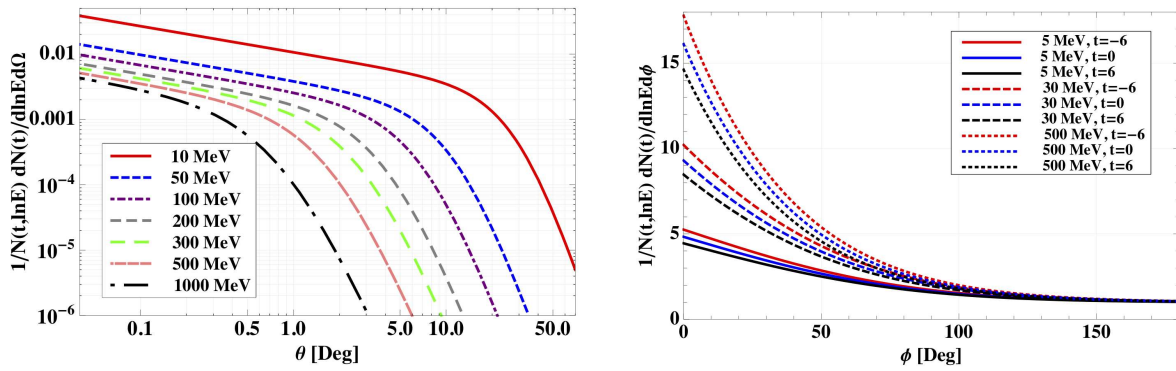 1/N(t,lnE) dN(t)/dlnEdΩ
0.01
0.001
10⁻⁴
10⁻⁵
10⁻⁶
10 MeV
50 MeV
100 MeV
200 MeV
300 MeV
500 MeV
1000 MeV
0.1 0.5 1.0 5.0 10.0 50.0
θ [Deg]
1/N(t,lnE) dN(t)/dlnEdϕ
15
10
5
0
5 MeV, t=−6
5 MeV, t=0
5 MeV, t=6
30 MeV, t=−6
30 MeV, t=0
30 MeV, t=6
500 MeV, t=−6
500 MeV, t=0
500 MeV, t=6
0 50 100 150
ϕ [Deg]